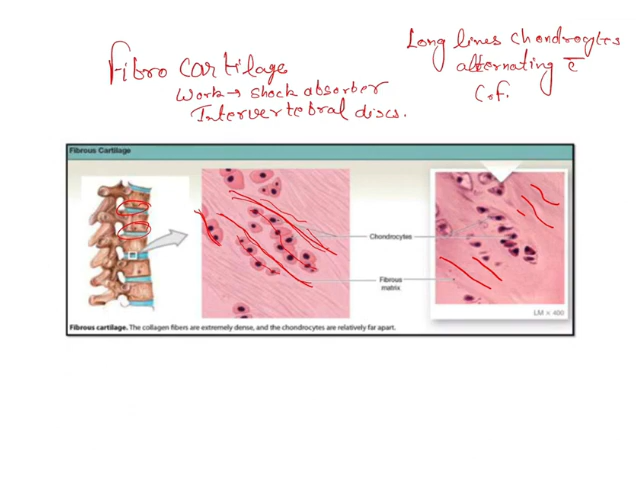 Fibro cartilage
Work → shock absorber
Intervertebral discs.
Long lines chondrocytes
alternating c̄
C.f.
Fibrous Cartilage
Chondrocytes
Fibrous
matrix
LM × 400
Fibrous cartilage. The collagen fibers are extremely dense, and the chondrocytes are relatively far apart.